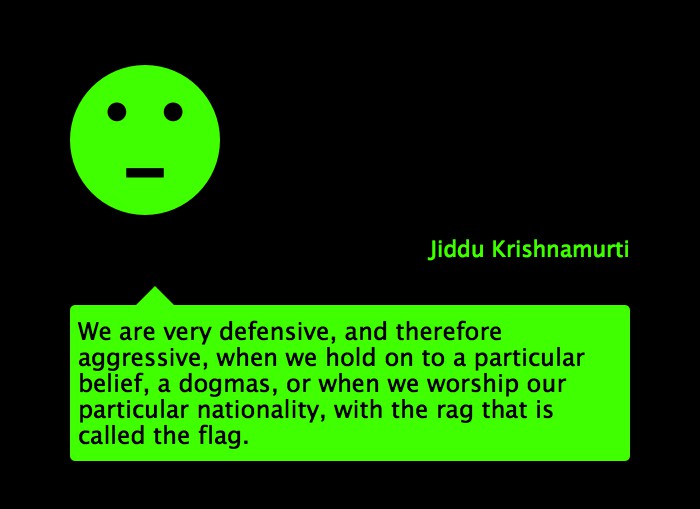 Jiddu Krishnamurti
We are very defensive, and therefore
aggressive, when we hold on to a particular
belief, a dogmas, or when we worship our
particular nationality, with the rag that is
called the flag.